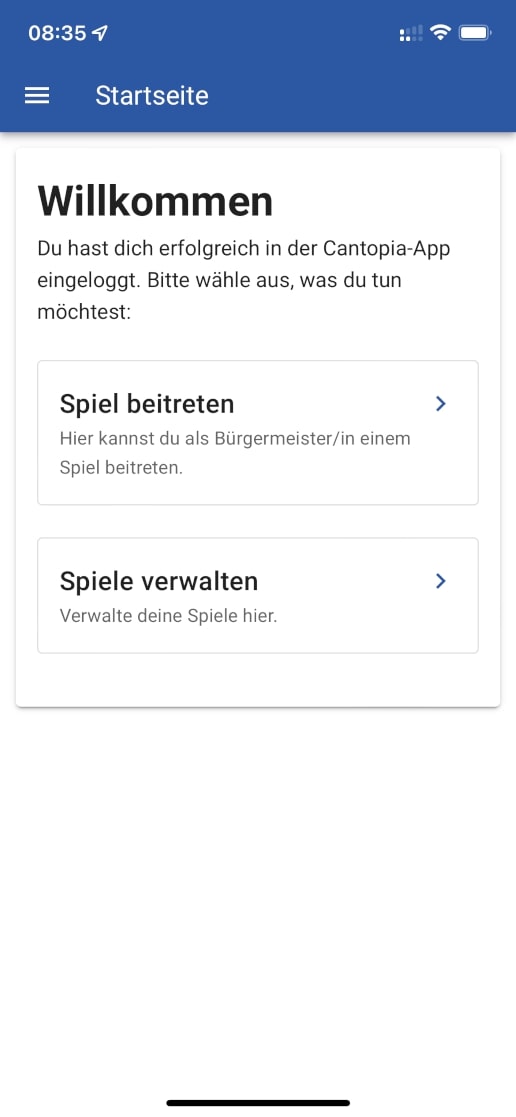 08:35
Startseite
Willkommen
Du hast dich erfolgreich in der Cantopia-App
eingeloggt. Bitte wähle aus, was du tun
möchtest:
Spiel beitreten
Hier kannst du als Bürgermeister/in einem
Spiel beitreten.
Spiele verwalten
Verwalte deine Spiele hier.